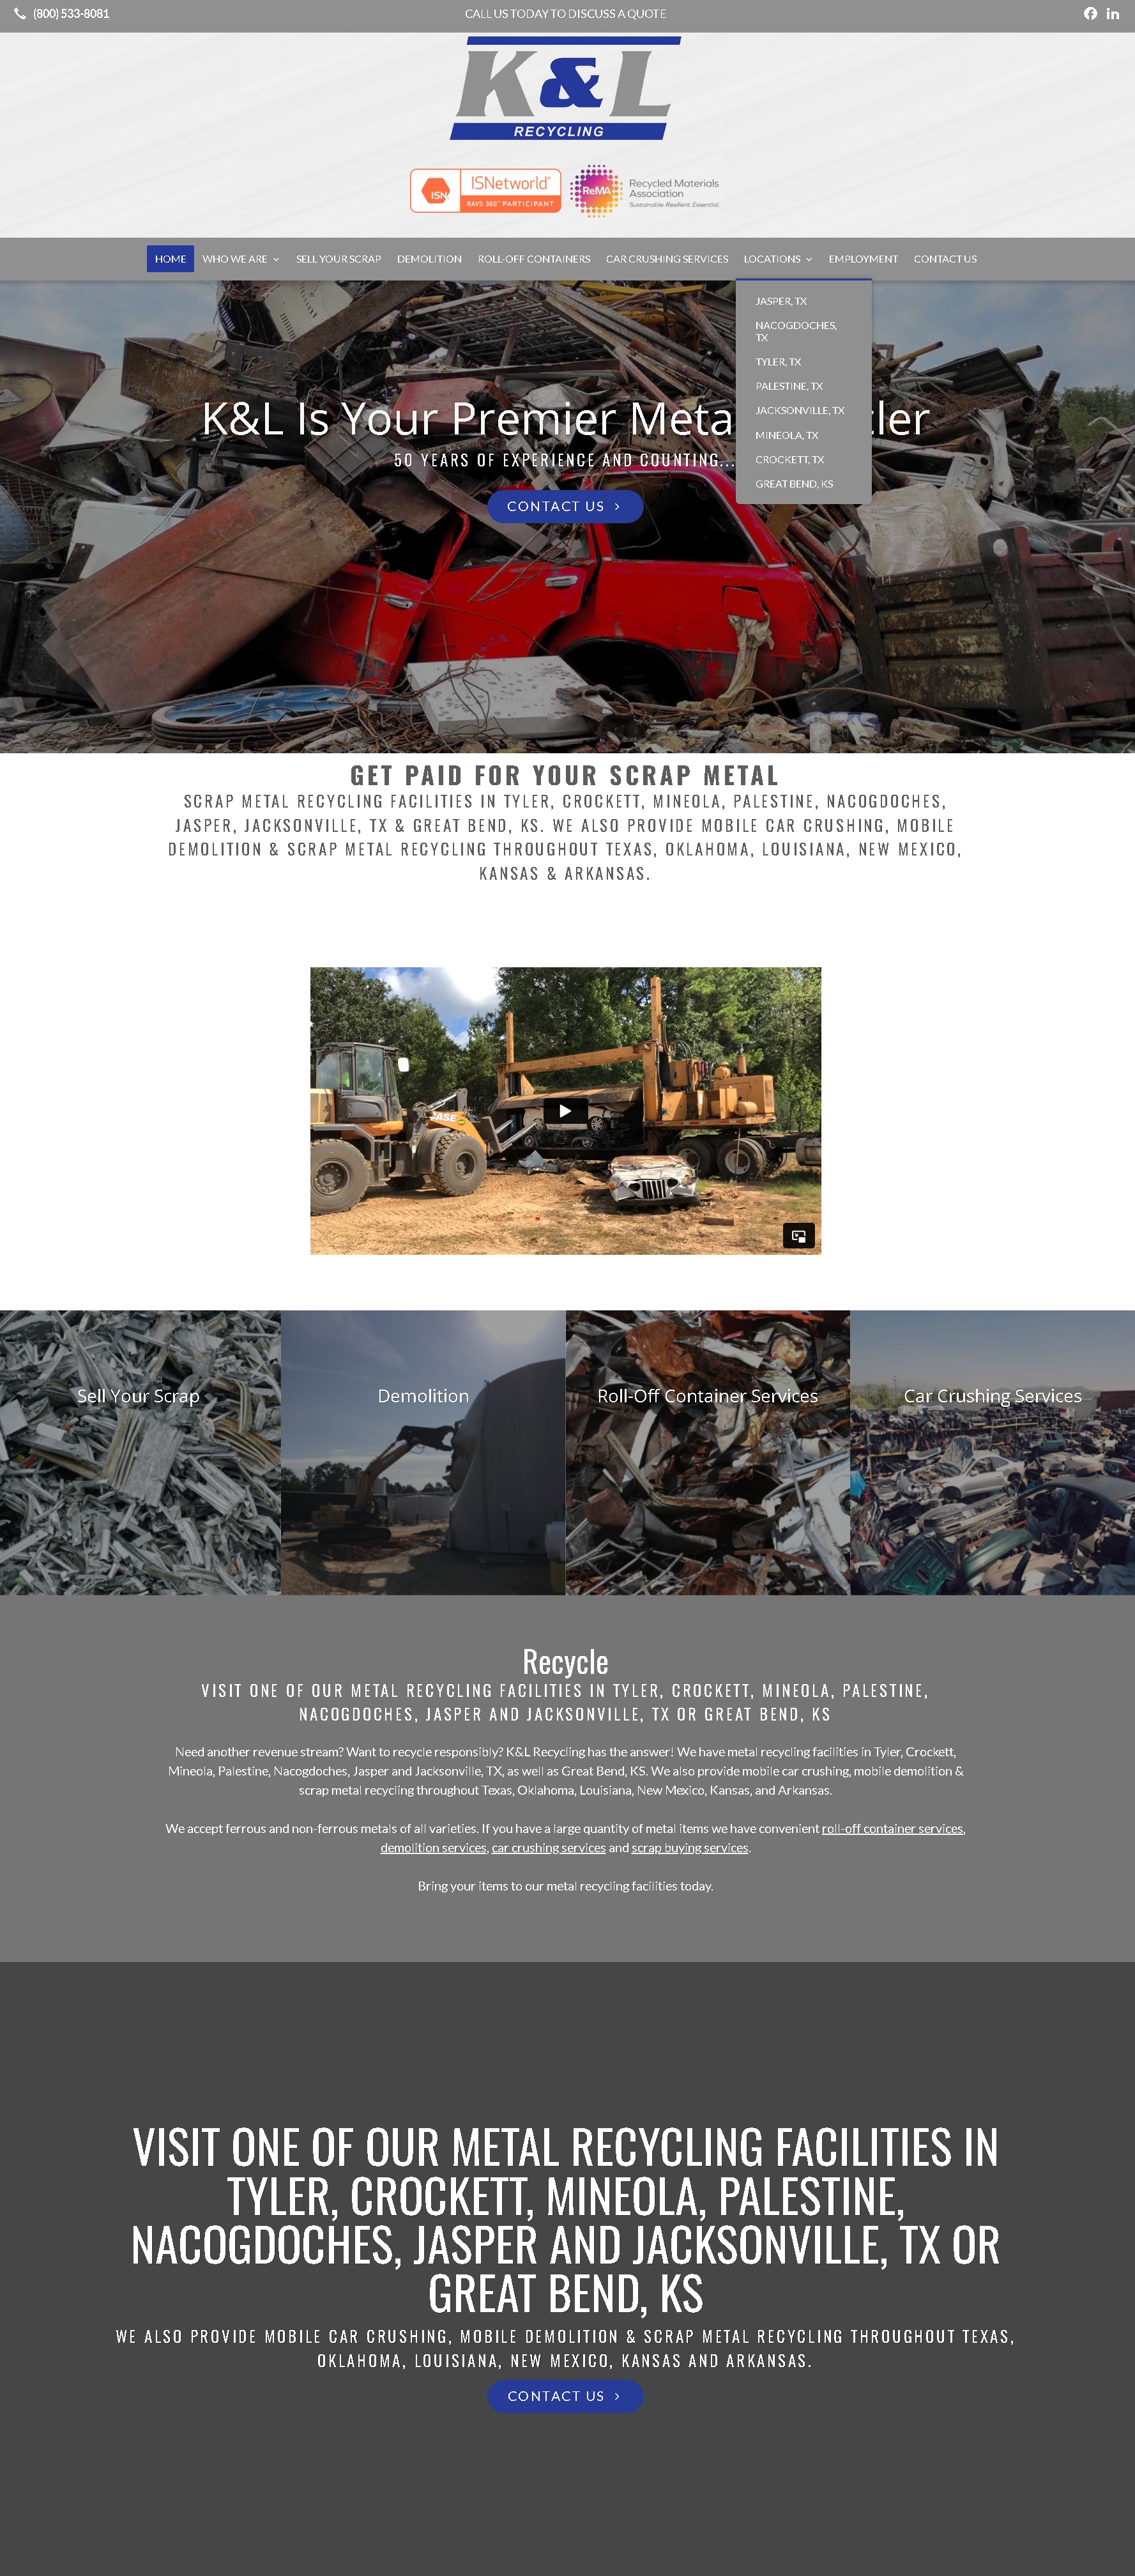 (800) 533-8081
CALL US TODAY TO DISCUSS A QUOTE
K&L
RECYCLING
ISN
ISNetworld®
RAVS 360™ PARTICIPANT
ReMA
Recycled Materials
Association
Sustainable. Resilient. Essential.
HOME
WHO WE ARE
SELL YOUR SCRAP
DEMOLITION
ROLL-OFF CONTAINERS
CAR CRUSHING SERVICES
LOCATIONS
EMPLOYMENT
CONTACT US
JASPER, TX
NACOGDOCHES,
TX
TYLER, TX
PALESTINE, TX
JACKSONVILLE, TX
MINEOLA, TX
CROCKETT, TX
GREAT BEND, KS
K&L Is Your Premier
50 YEARS OF EXPERIENCE AND COUNTING...
CONTACT US
GET PAID FOR YOUR SCRAP METAL
SCRAP METAL RECYCLING FACILITIES IN TYLER, CROCKETT, MINEOLA, PALESTINE, NACOGDOCHES,
JASPER, JACKSONVILLE, TX & GREAT BEND, KS. WE ALSO PROVIDE MOBILE CAR CRUSHING, MOBILE
DEMOLITION & SCRAP METAL RECYCLING THROUGHOUT TEXAS, OKLAHOMA, LOUISIANA, NEW MEXICO,
KANSAS & ARKANSAS.
CASE
Sell Your Scrap
Demolition
Roll-Off Container Services
Car Crushing Services
Recycle
VISIT ONE OF OUR METAL RECYCLING FACILITIES IN TYLER, CROCKETT, MINEOLA, PALESTINE,
NACOGDOCHES, JASPER AND JACKSONVILLE, TX OR GREAT BEND, KS
Need another revenue stream? Want to recycle responsibly? K&L Recycling has the answer! We have metal recycling facilities in Tyler, Crockett,
Mineola, Palestine, Nacogdoches, Jasper and Jacksonville, TX, as well as Great Bend, KS. We also provide mobile car crushing, mobile demolition &
scrap metal recycling throughout Texas, Oklahoma, Louisiana, New Mexico, Kansas, and Arkansas.
We accept ferrous and non-ferrous metals of all varieties. If you have a large quantity of metal items we have convenient roll-off container services,
demolition services, car crushing services and scrap buying services.
Bring your items to our metal recycling facilities today.
VISIT ONE OF OUR METAL RECYCLING FACILITIES IN
TYLER, CROCKETT, MINEOLA, PALESTINE,
NACOGDOCHES, JASPER AND JACKSONVILLE, TX OR
GREAT BEND, KS
WE ALSO PROVIDE MOBILE CAR CRUSHING, MOBILE DEMOLITION & SCRAP METAL RECYCLING THROUGHOUT TEXAS,
OKLAHOMA, LOUISIANA, NEW MEXICO, KANSAS AND ARKANSAS.
CONTACT US